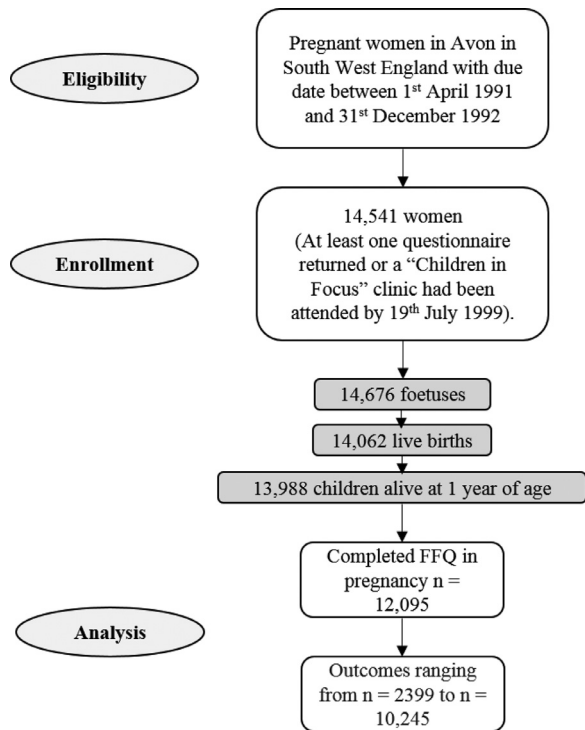 Eligibility
Pregnant women in Avon in
South West England with due
date between 1st April 1991
and 31st December 1992
Enrollment
14,541 women
(At least one questionnaire
returned or a “Children in
Focus” clinic had been
attended by 19th July 1999).
14,676 foetuses
14,062 live births
13,988 children alive at 1 year of age
Completed FFQ in
pregnancy n =
12,095
Analysis
Outcomes ranging
from n = 2399 to n =
10,245